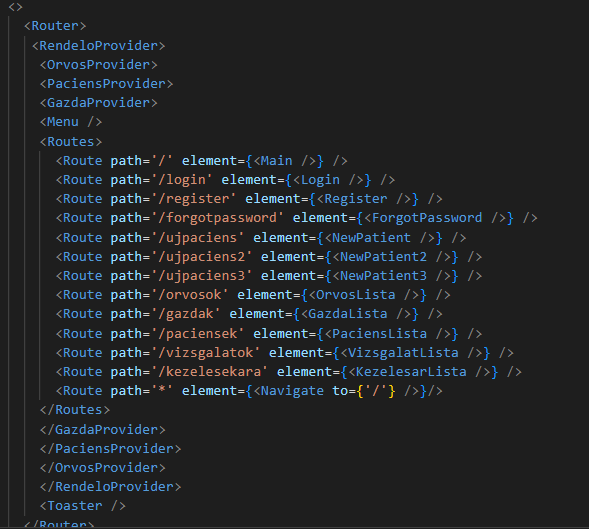 <>
<Router>
<RendeloProvider>
<OrvosProvider>
<PaciensProvider>
<GazdaProvider>
<Menu />
<Routes>
<Route path='/' element={<Main />} />
<Route path='/login' element={<Login />} />
<Route path='/register' element={<Register />} />
<Route path='/forgotpassword' element={<ForgotPassword />} />
<Route path='/ujpaciens' element={<NewPatient />} />
<Route path='/ujpaciens2' element={<NewPatient2 />} />
<Route path='/ujpaciens3' element={<NewPatient3 />} />
<Route path='/orvosok' element={<OrvosLista />} />
<Route path='/gazdak' element={<GazdaLista />} />
<Route path='/paciensek' element={<PaciensLista />} />
<Route path='/vizsgalatok' element={<VizsgalatLista />} />
<Route path='/kezelesekara' element={<KezelesarLista />} />
<Route path='*' element={<Navigate to={'/'} />}/>
</Routes>
</GazdaProvider>
</PaciensProvider>
</OrvosProvider>
</RendeloProvider>
<Toaster />
</Router>